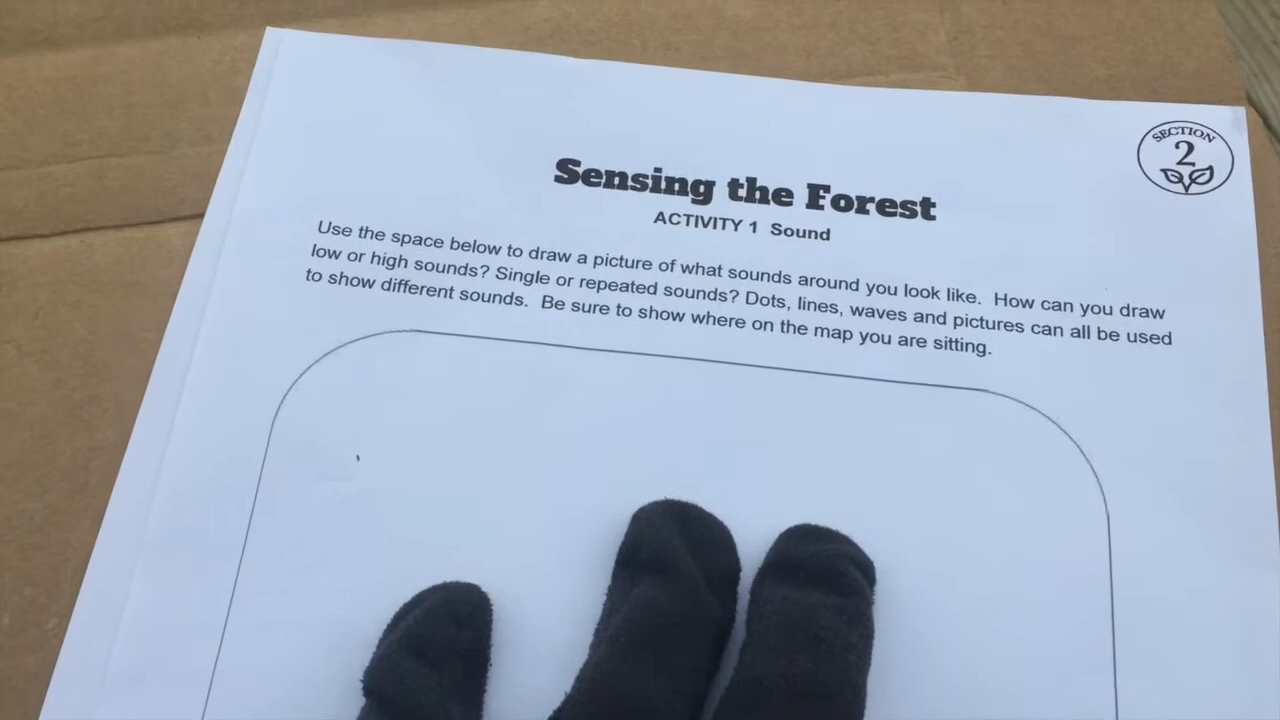 SECTION
2
Sensing the Forest
ACTIVITY 1 Sound
Use the space below to draw a picture of what sounds around you look like. How can you draw
low or high sounds? Single or repeated sounds? Dots, lines, waves and pictures can all be used
to show different sounds. Be sure to show where on the map you are sitting.